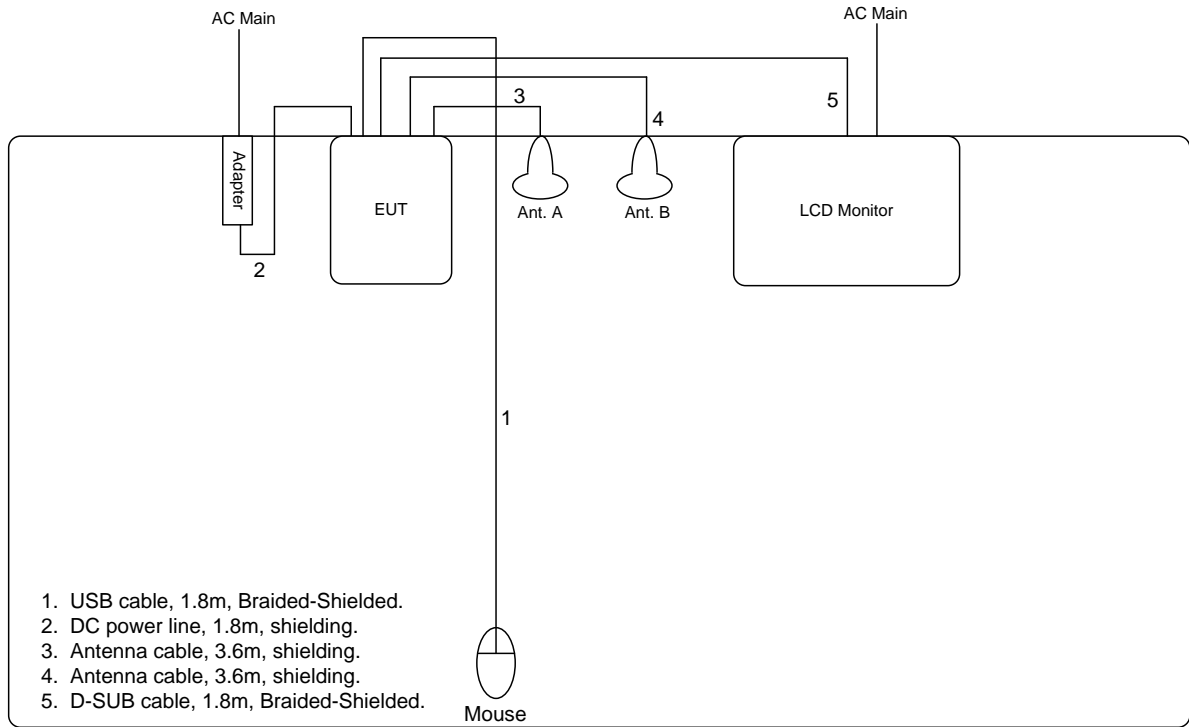 AC Main
AC Main
3
5
4
Adapter
EUT
Ant. A
Ant. B
LCD Monitor
2
1
1. USB cable, 1.8m, Braided-Shielded.
2. DC power line, 1.8m, shielding.
3. Antenna cable, 3.6m, shielding.
4. Antenna cable, 3.6m, shielding.
5. D-SUB cable, 1.8m, Braided-Shielded.
Mouse